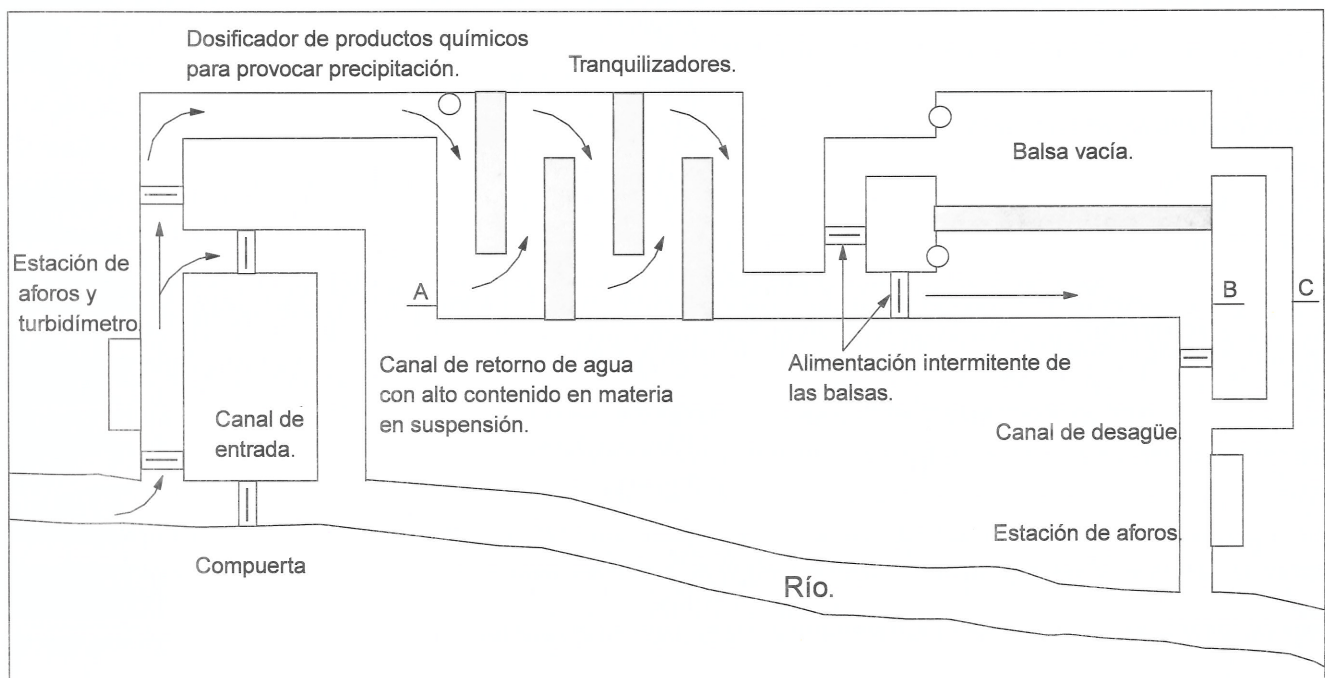 Dosificador de productos químicos
para provocar precipitación.
Tranquilizadores.
Balsa vacía.
Estación de
aforos y
turbidímetro.
A
B
C
Canal de retorno de agua
con alto contenido en materia
en suspensión.
Alimentación intermitente de
las balsas.
Canal de
entrada.
Canal de desagüe.
Estación de aforos.
Compuerta
Río.